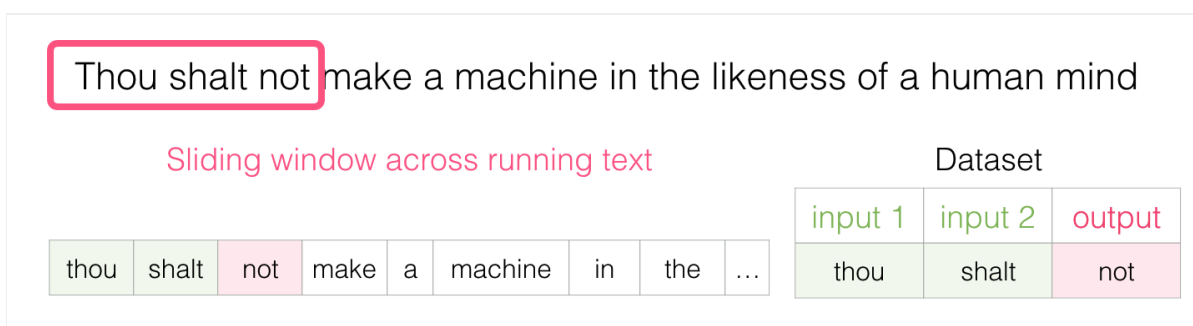 Thou shalt not make a machine in the likeness of a human mind
Sliding window across running text
Dataset
input 1 input 2 output
thou shalt not make a machine in the ...
thou shalt not